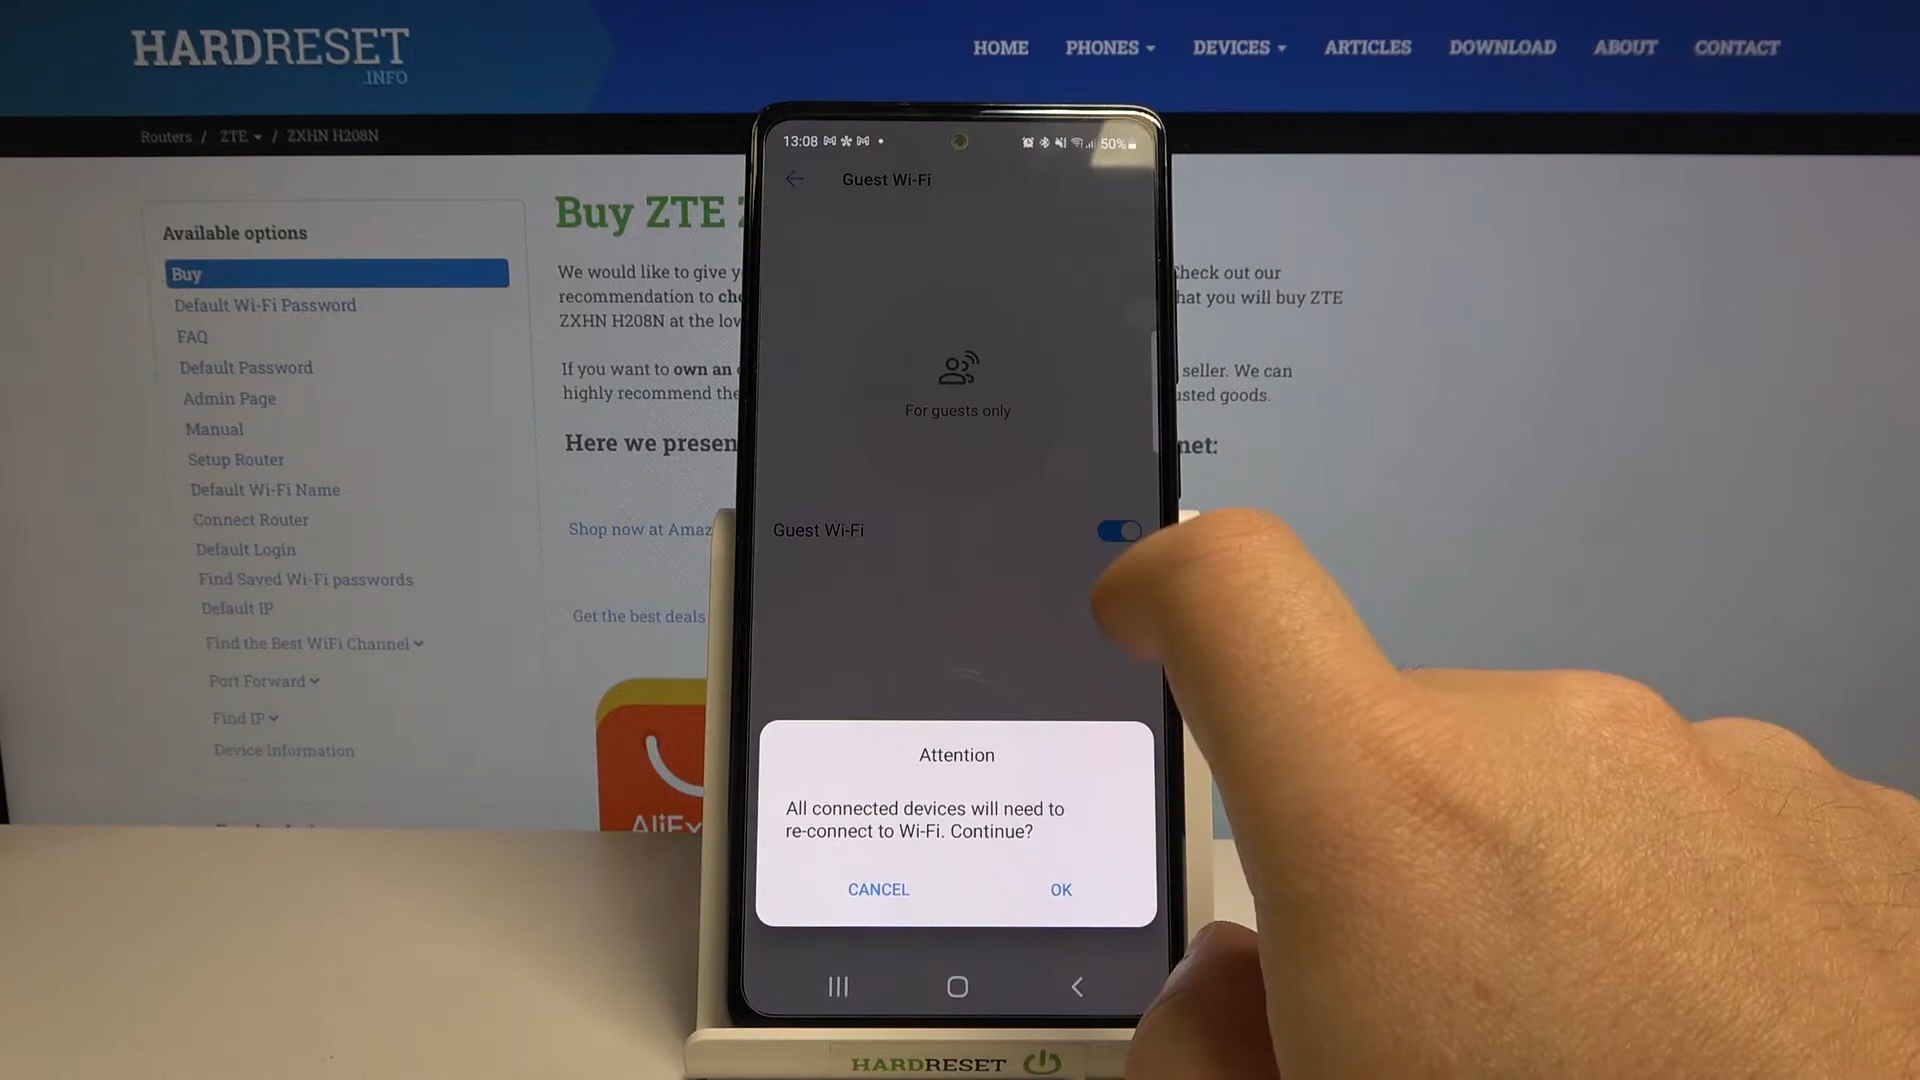 HARDRESET
.INFO
HOME PHONES DEVICES ARTICLES DOWNLOAD ABOUT CONTACT
Routers / ZTE / ZXHN H208N
Available options
Buy
Default Wi-Fi Password
FAQ
Default Password
Admin Page
Manual
Setup Router
Default Wi-Fi Name
Connect Router
Default Login
Find Saved Wi-Fi passwords
Default IP
Find the Best WiFi Channel
Port Forward
Find IP
Device Information
Buy ZTE
We would like to give y
Check out our
recommendation to che
hat you will buy ZTE
ZXHN H208N at the low
If you want to own an
seller. We can
highly recommend the
usted goods.
Here we presen
net:
Shop now at Amaz
Get the best deals
AliEx
13:08
50%
Guest Wi-Fi
For guests only
Guest Wi-Fi
Attention
All connected devices will need to
re-connect to Wi-Fi. Continue?
CANCEL OK
HARDRESET